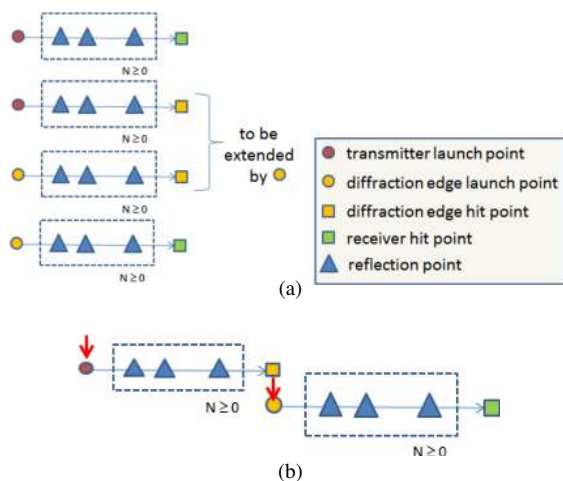 N ≥ 0
N ≥ 0
N ≥ 0
N ≥ 0
to be
extended
by
transmitter launch point
diffraction edge launch point
diffraction edge hit point
receiver hit point
reflection point
(a)
N ≥ 0
N ≥ 0
(b)